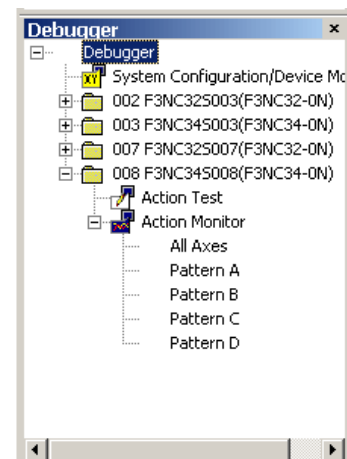 Debugger
Debugger
System Configuration/Device Mo
002 F3NC32S003(F3NC32-0N)
003 F3NC34S003(F3NC34-0N)
007 F3NC32S007(F3NC32-0N)
008 F3NC34S008(F3NC34-0N)
Action Test
Action Monitor
All Axes
Pattern A
Pattern B
Pattern C
Pattern D